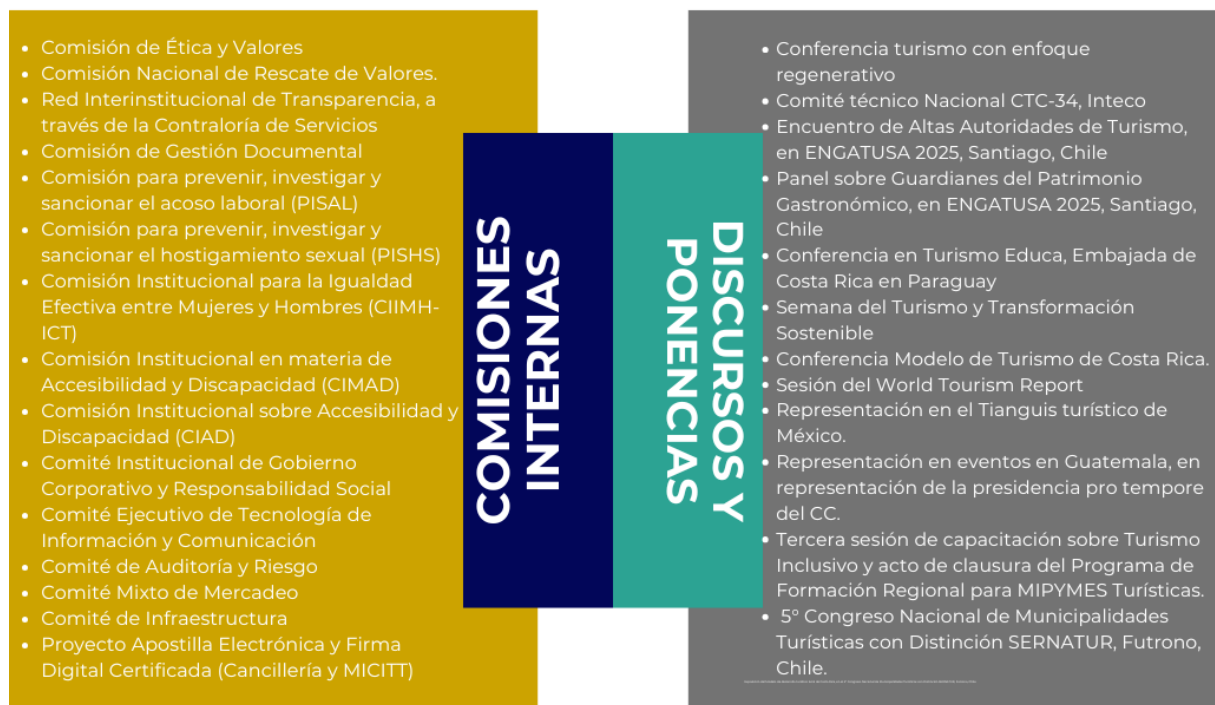 • Comisión de Ética y Valores
• Comisión Nacional de Rescate de Valores.
• Red Interinstitucional de Transparencia, a
través de la Contraloría de Servicios
• Comisión de Gestión Documental
• Comisión para prevenir, investigar y
sancionar el acoso laboral (PISAL)
• Comisión para prevenir, investigar y
sancionar el hostigamiento sexual (PISHS)
• Comisión Institucional para la Igualdad
Efectiva entre Mujeres y Hombres (CIIMH-
ICT)
• Comisión Institucional en materia de
Accesibilidad y Discapacidad (CIMAD)
• Comisión Institucional sobre Accesibilidad y
Discapacidad (CIAD)
• Comité Institucional de Gobierno
Corporativo y Responsabilidad Social
• Comité Ejecutivo de Tecnología de
Información y Comunicación
• Comité de Auditoría y Riesgo
• Comité Mixto de Mercadeo
• Comité de Infraestructura
• Proyecto Apostilla Electrónica y Firma
Digital Certificada (Cancillería y MICITT)
COMISIONES
INTERNAS
DISCURSOS Y
PONENCIAS
• Conferencia turismo con enfoque
regenerativo
• Comité técnico Nacional CTC-34, Inteco
• Encuentro de Altas Autoridades de Turismo,
en ENGATUSA 2025, Santiago, Chile
• Panel sobre Guardianes del Patrimonio
Gastronómico, en ENGATUSA 2025, Santiago,
Chile
• Conferencia en Turismo Educa, Embajada de
Costa Rica en Paraguay
• Semana del Turismo y Transformación
Sostenible
• Conferencia Modelo de Turismo de Costa Rica.
• Sesión del World Tourism Report
• Representación en el Tianguis turístico de
México.
• Representación en eventos en Guatemala, en
representación de la presidencia pro tempore
del CC.
• Tercera sesión de capacitación sobre Turismo
Inclusivo y acto de clausura del Programa de
Formación Regional para MIPYMES Turísticas.
• 5° Congreso Nacional de Municipalidades
Turísticas con Distinción SERNATUR, Futrono,
Chile.